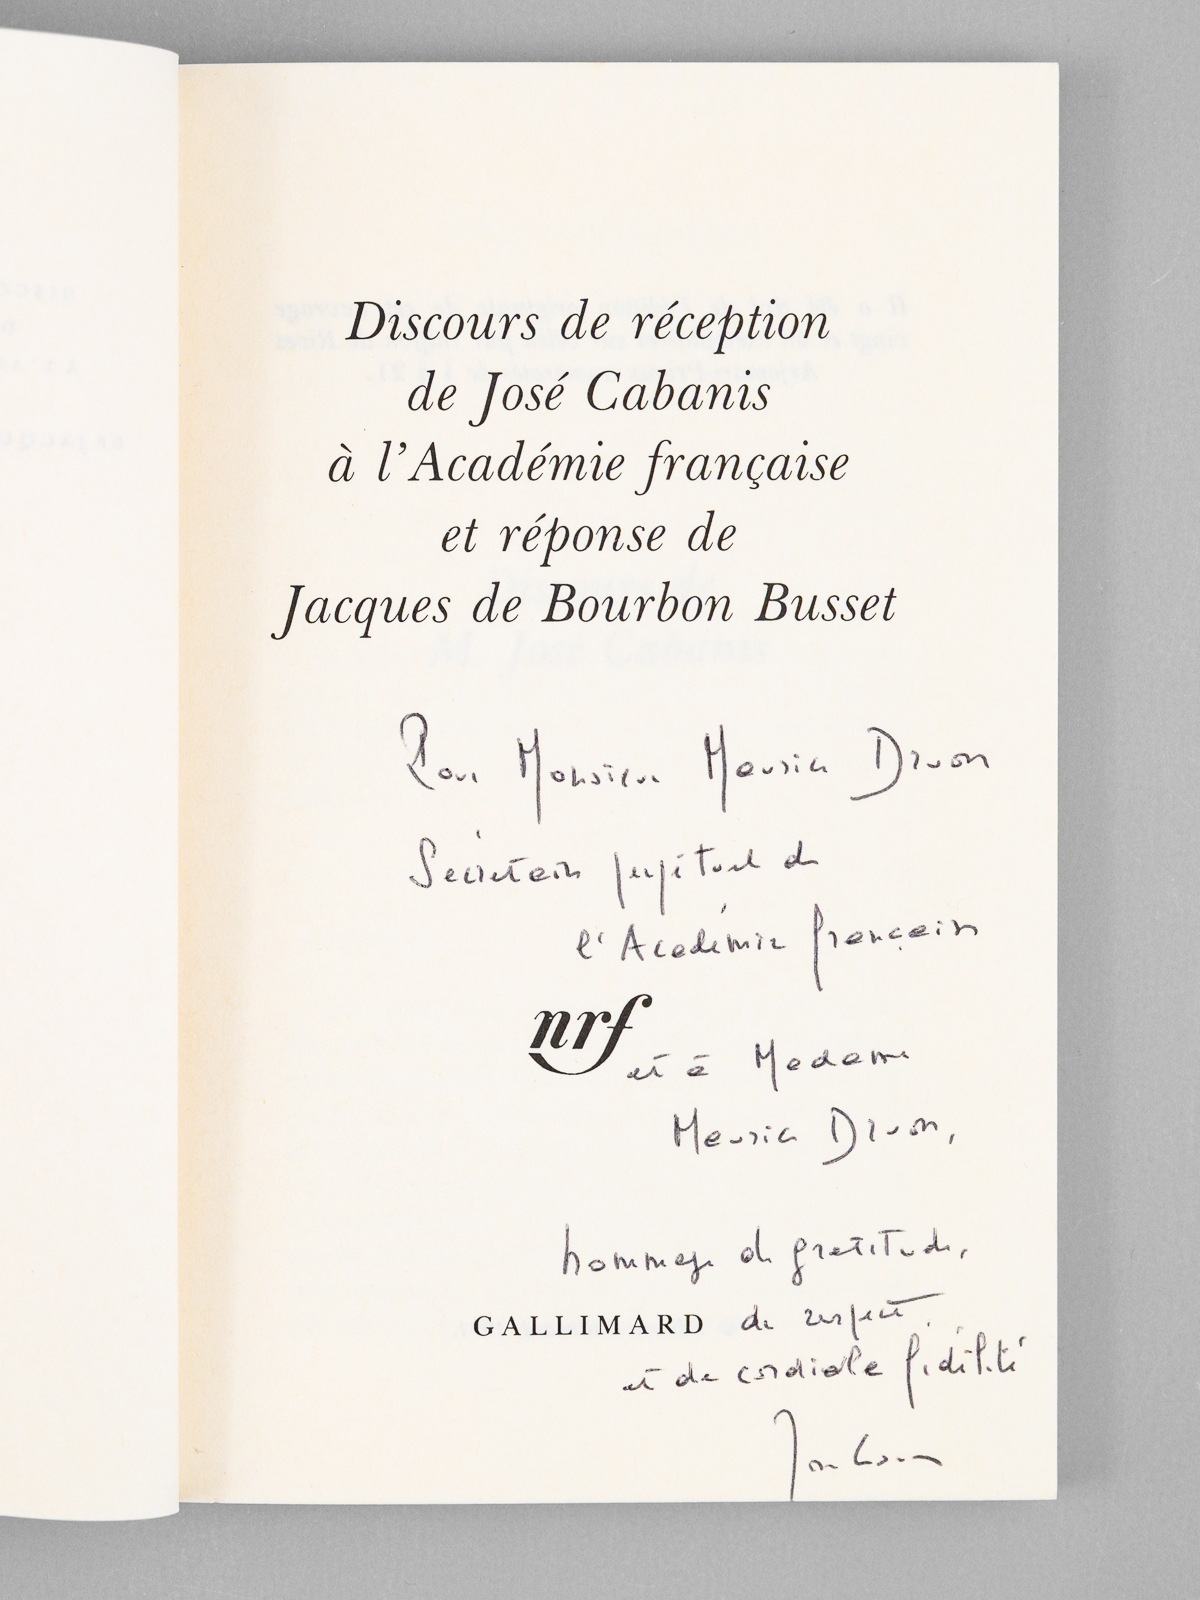 Discours de réception
de José Cabanis
à l'Académie française
et réponse de
Jacques de Bourbon Busset
Pour Monsieur Maurice Druon
Secrétaire perpétuel de
l'Académie française
nrf
et à Madame
Maurice Druon,
hommage de gratitude,
GALLIMARD de respect
et de cordiale fidélité